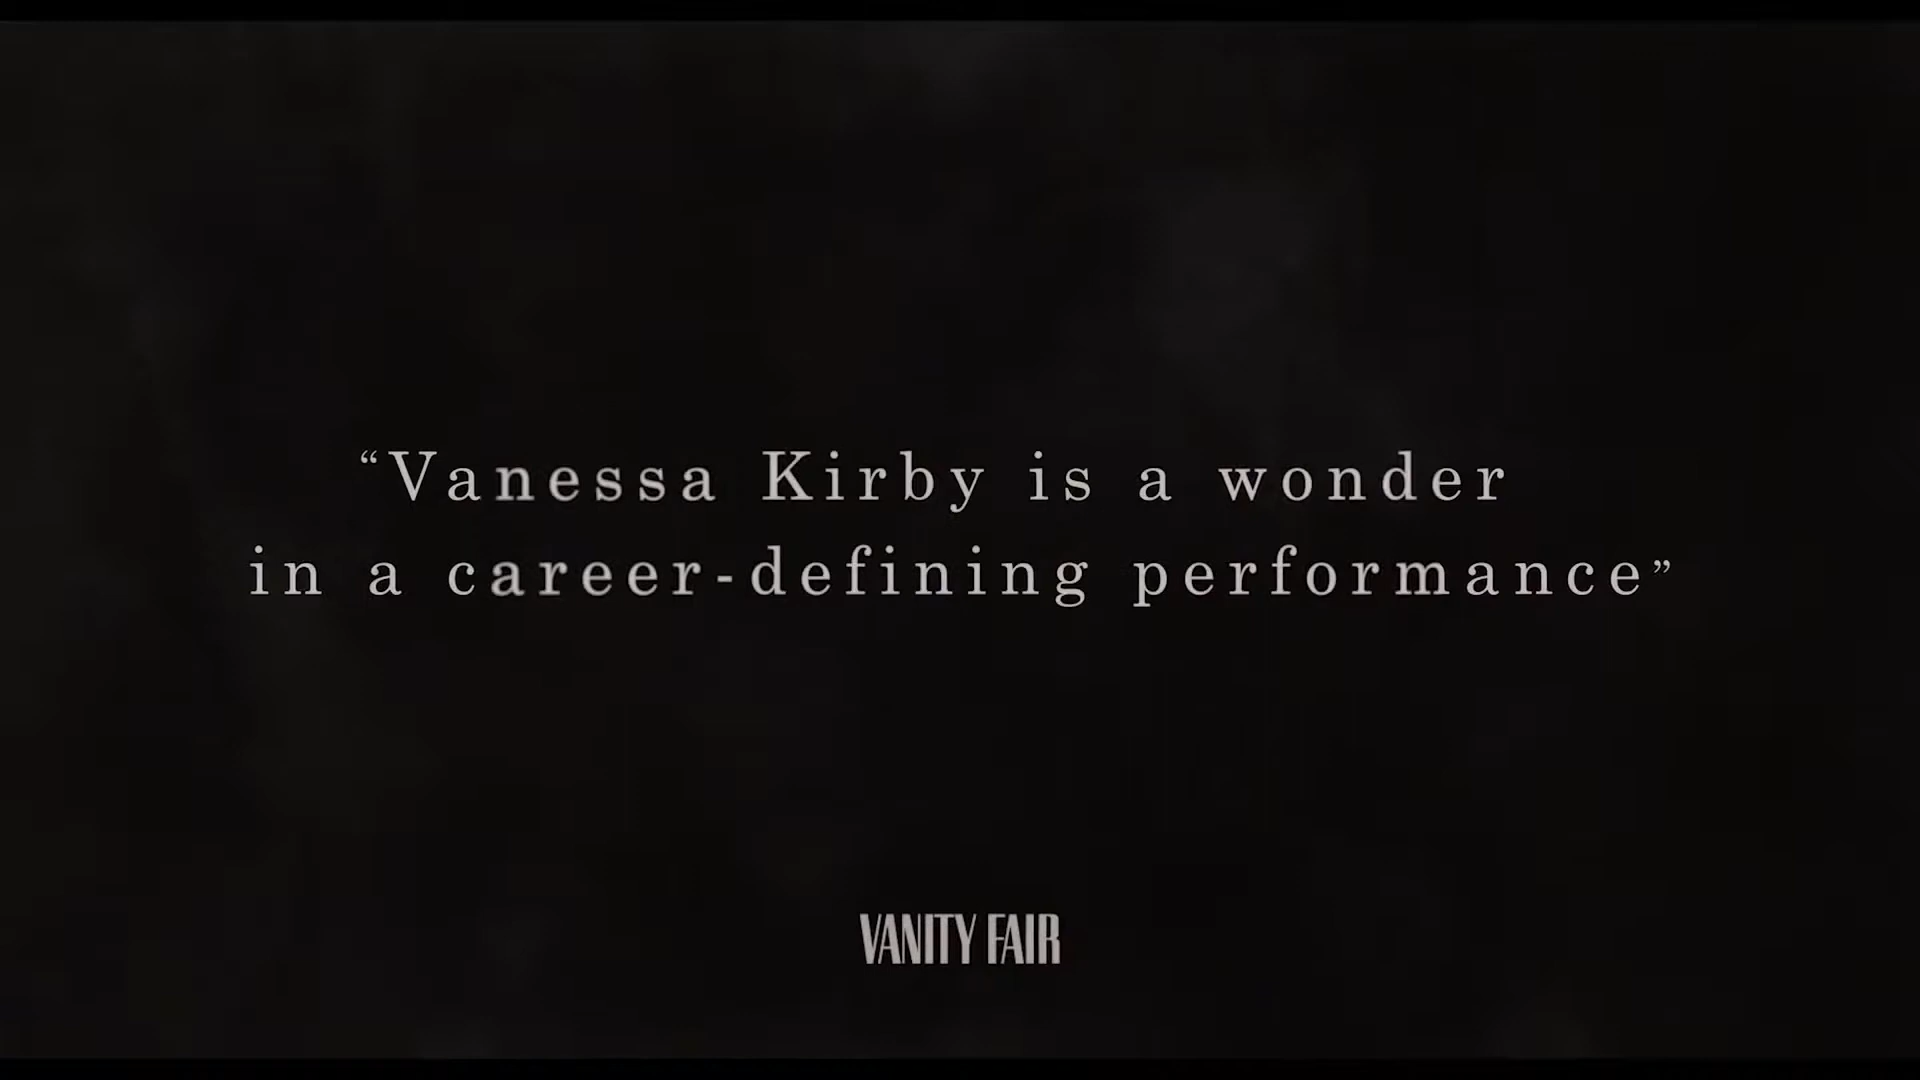 “Vanessa Kirby is a wonder
in a career-defining performance”
VANITY FAIR